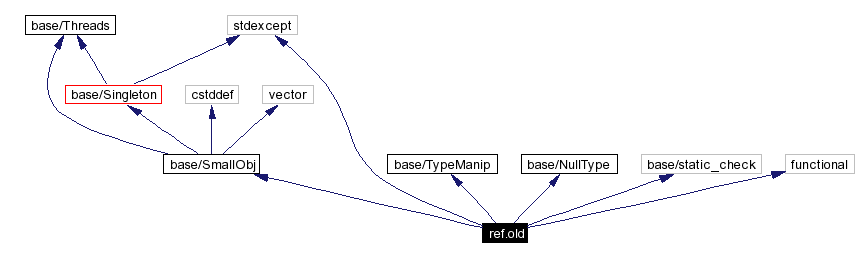 base/Threads
stdexcept
base/Singleton
cstddef
vector
base/SmallObj
base/TypeManip
base/NullType
base/static_check
functional
ref.old